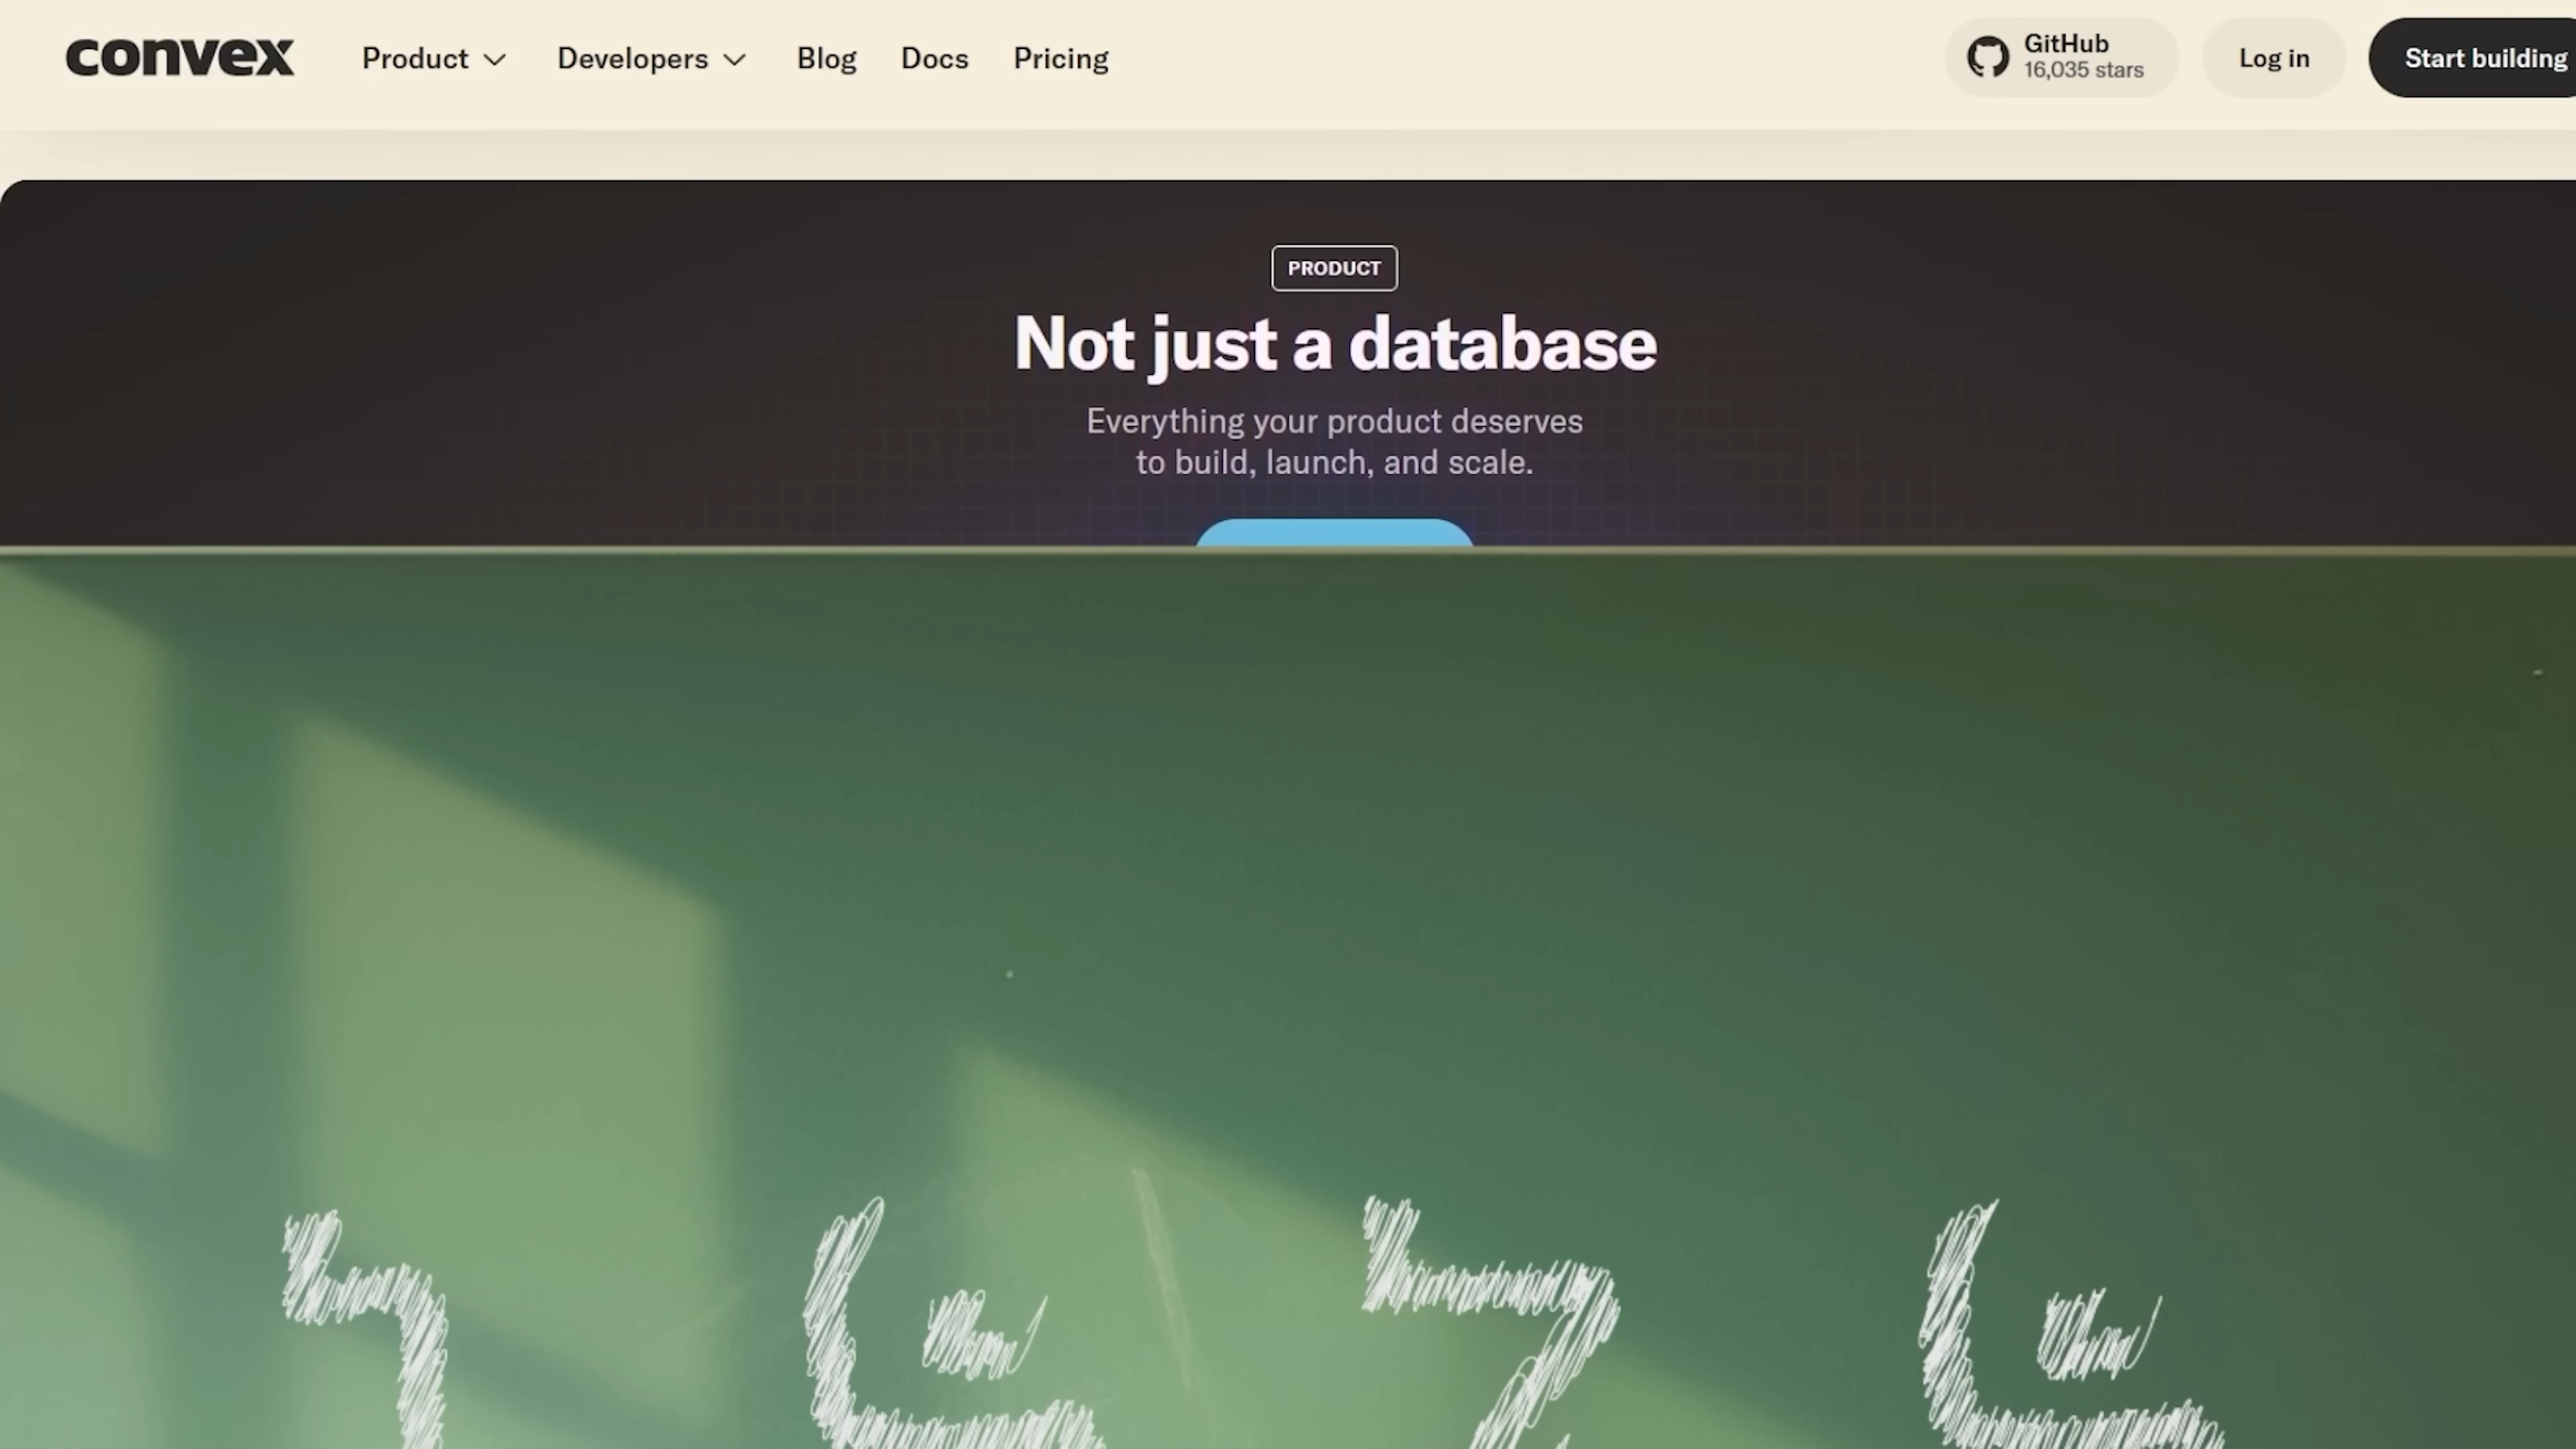 convex
Product
Developers
Blog
Docs
Pricing
GitHub
16,035 stars
Log in
Start building
PRODUCT
Not just a database
Everything your product deserves
to build, launch, and scale.